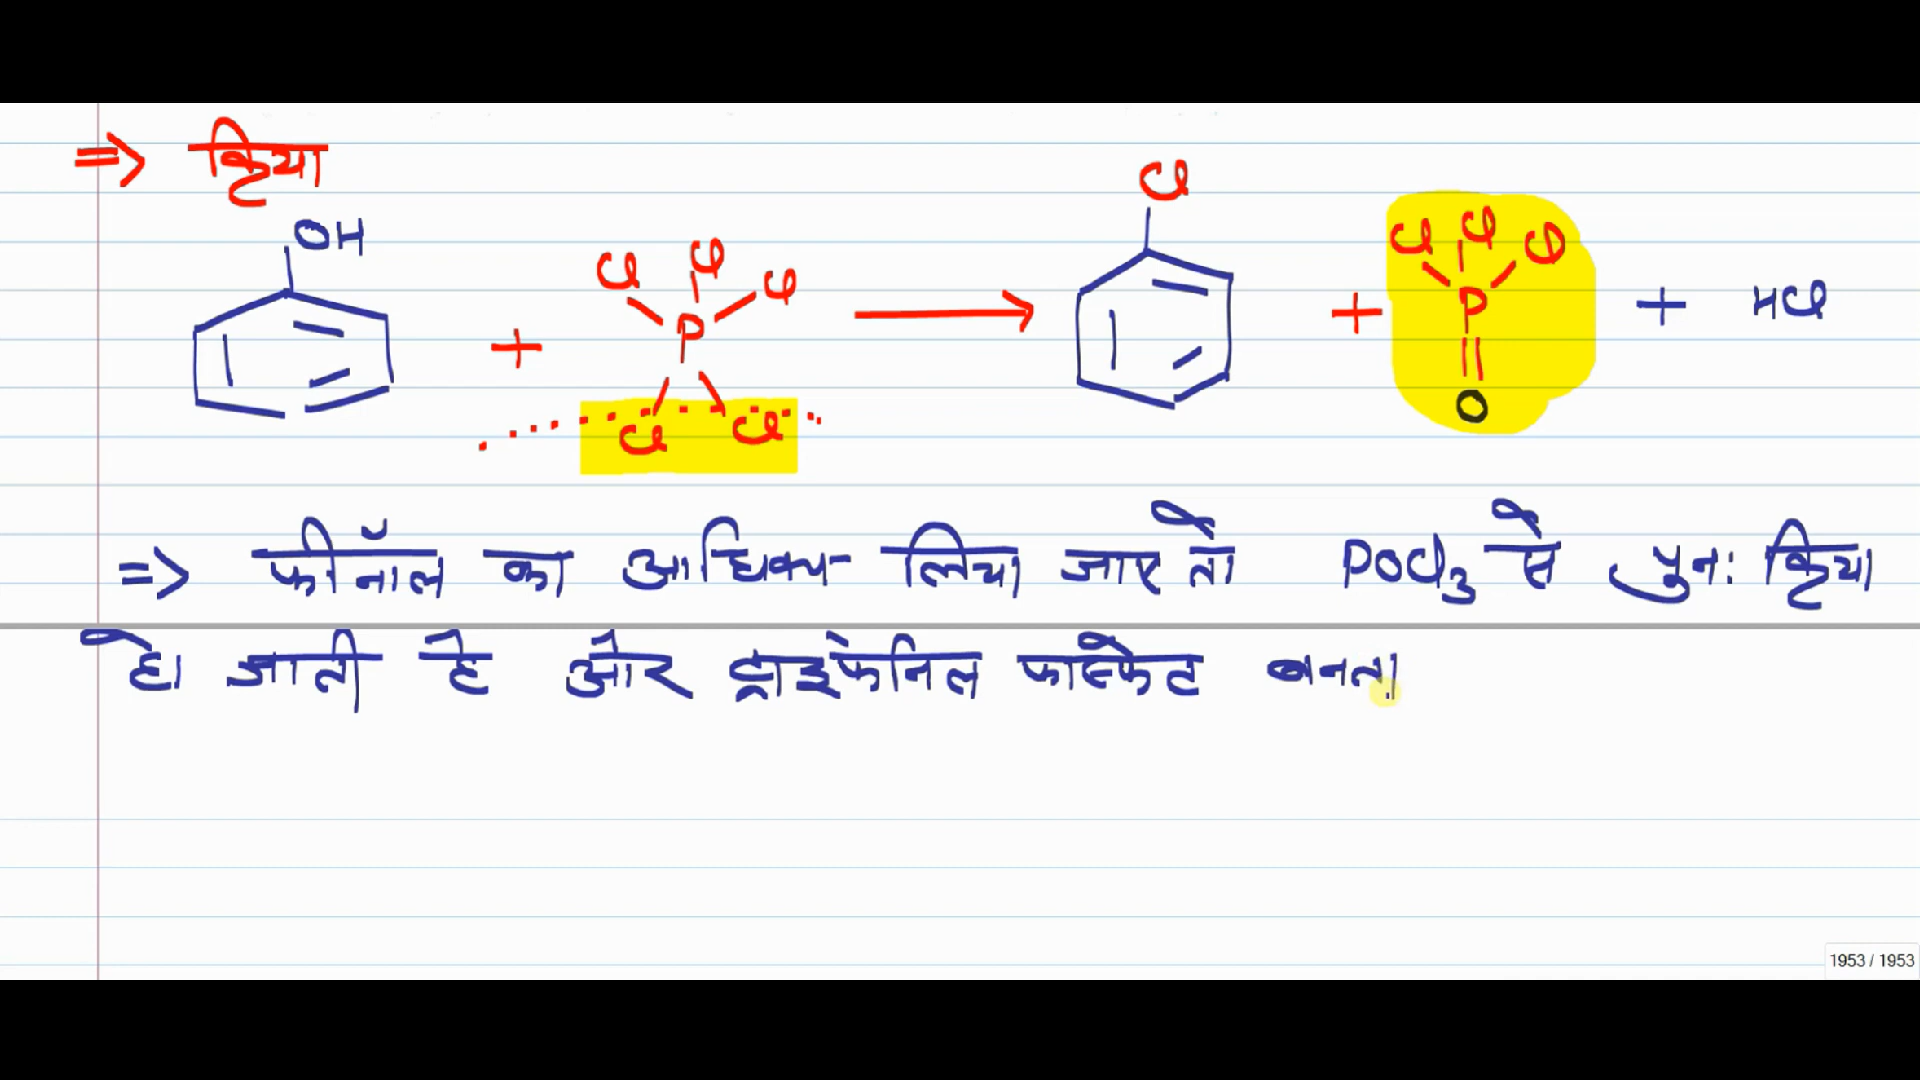 => क्रिया
OH + Cl Cl Cl P Cl Cl → Cl + Cl Cl Cl P O + HCl
=> फीनॉल का आधिक्य लिया जाए तो POCl3 से पुनः क्रिया
हो जाती है और ट्राइफेनिल फास्फेट बनता
1953 / 1953